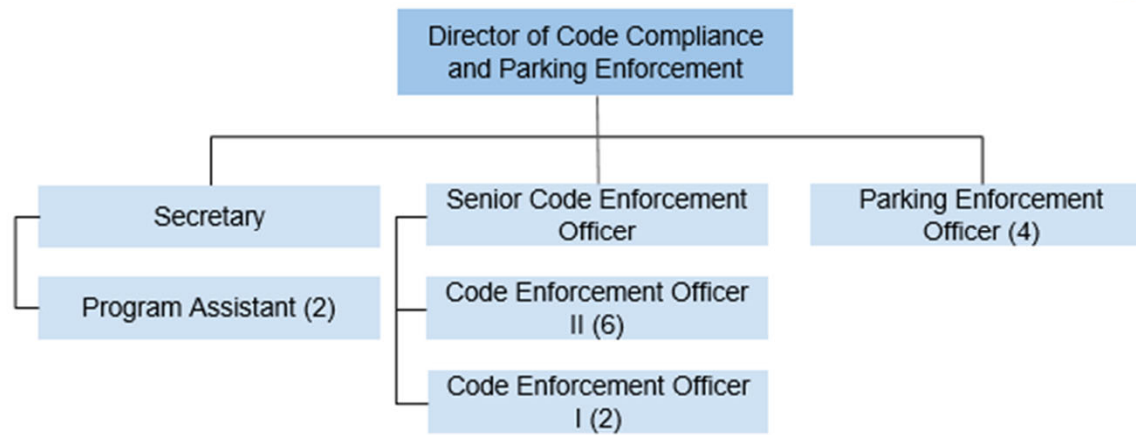 Director of Code Compliance
and Parking Enforcement
Secretary
Program Assistant (2)
Senior Code Enforcement
Officer
Code Enforcement Officer
II (6)
Code Enforcement Officer
I (2)
Parking Enforcement
Officer (4)